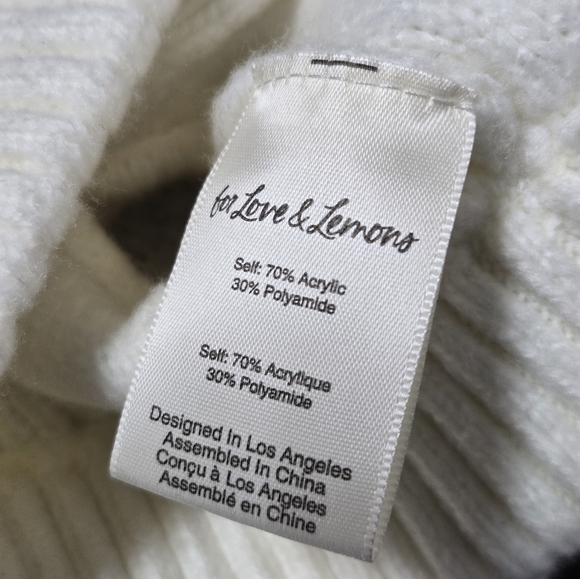 for Love & Lemons
Self: 70% Acrylic
30% Polyamide
Self: 70% Acrylique
30% Polyamide
Designed In Los Angeles
Assembled In China
Conçu à Los Angeles
Assemblé en Chine